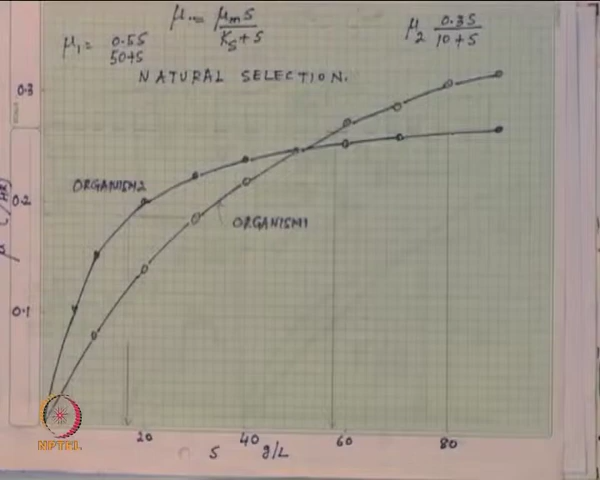 μ = μm S / Ks + S
μ1 = 0.5S / 50+S
μ2 0.3S / 10+S
NATURAL SELECTION.
0.3
ORGANISM2
0.2
ORGANISM1
μ (/HR)
0.1
NPTEL
20 40 60 80
S g/L